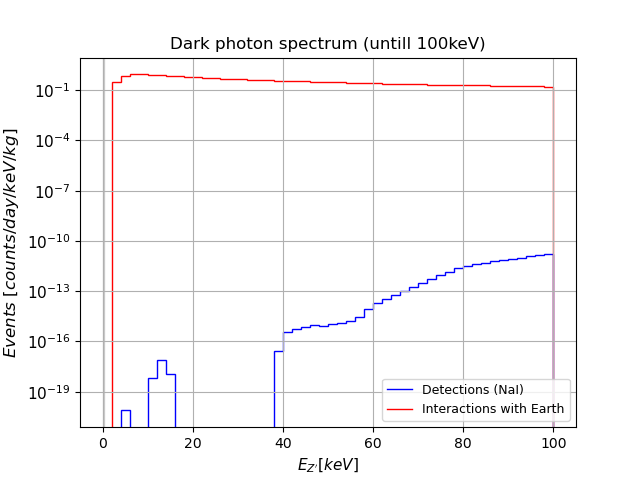 Dark photon spectrum (untill 100keV)
Events [counts/day/keV/kg]
10⁻¹
10⁻⁴
10⁻⁷
10⁻¹⁰
10⁻¹³
10⁻¹⁶
10⁻¹⁹
Detections (NaI)
Interactions with Earth
0 20 40 60 80 100
E_{Z'}[keV]